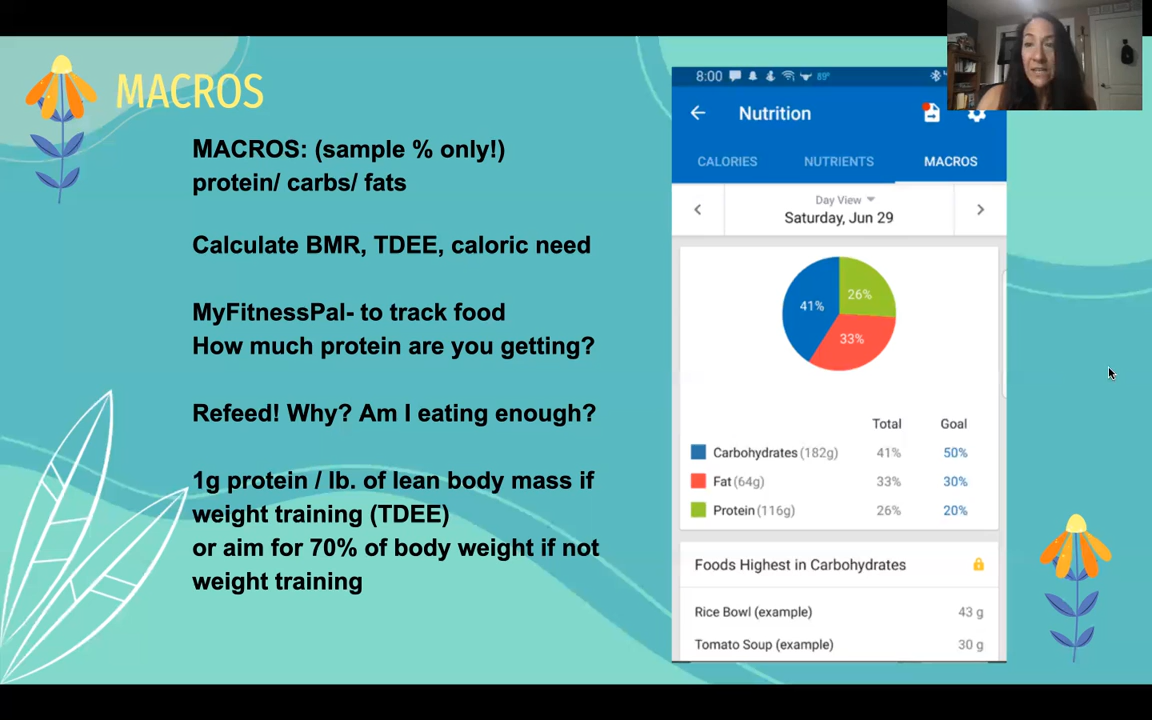 MACROS
MACROS: (sample % only!)
protein/ carbs/ fats
Calculate BMR, TDEE, caloric need
MyFitnessPal- to track food
How much protein are you getting?
Refeed! Why? Am I eating enough?
1g protein / lb. of lean body mass if
weight training (TDEE)
or aim for 70% of body weight if not
weight training
8:00 89°
Nutrition
CALORIES NUTRIENTS MACROS
Day View
Saturday, Jun 29
41% 26%
33%
Total Goal
Carbohydrates (182g) 41% 50%
Fat (64g) 33% 30%
Protein (116g) 26% 20%
Foods Highest in Carbohydrates
Rice Bowl (example) 43 g
Tomato Soup (example) 30 g